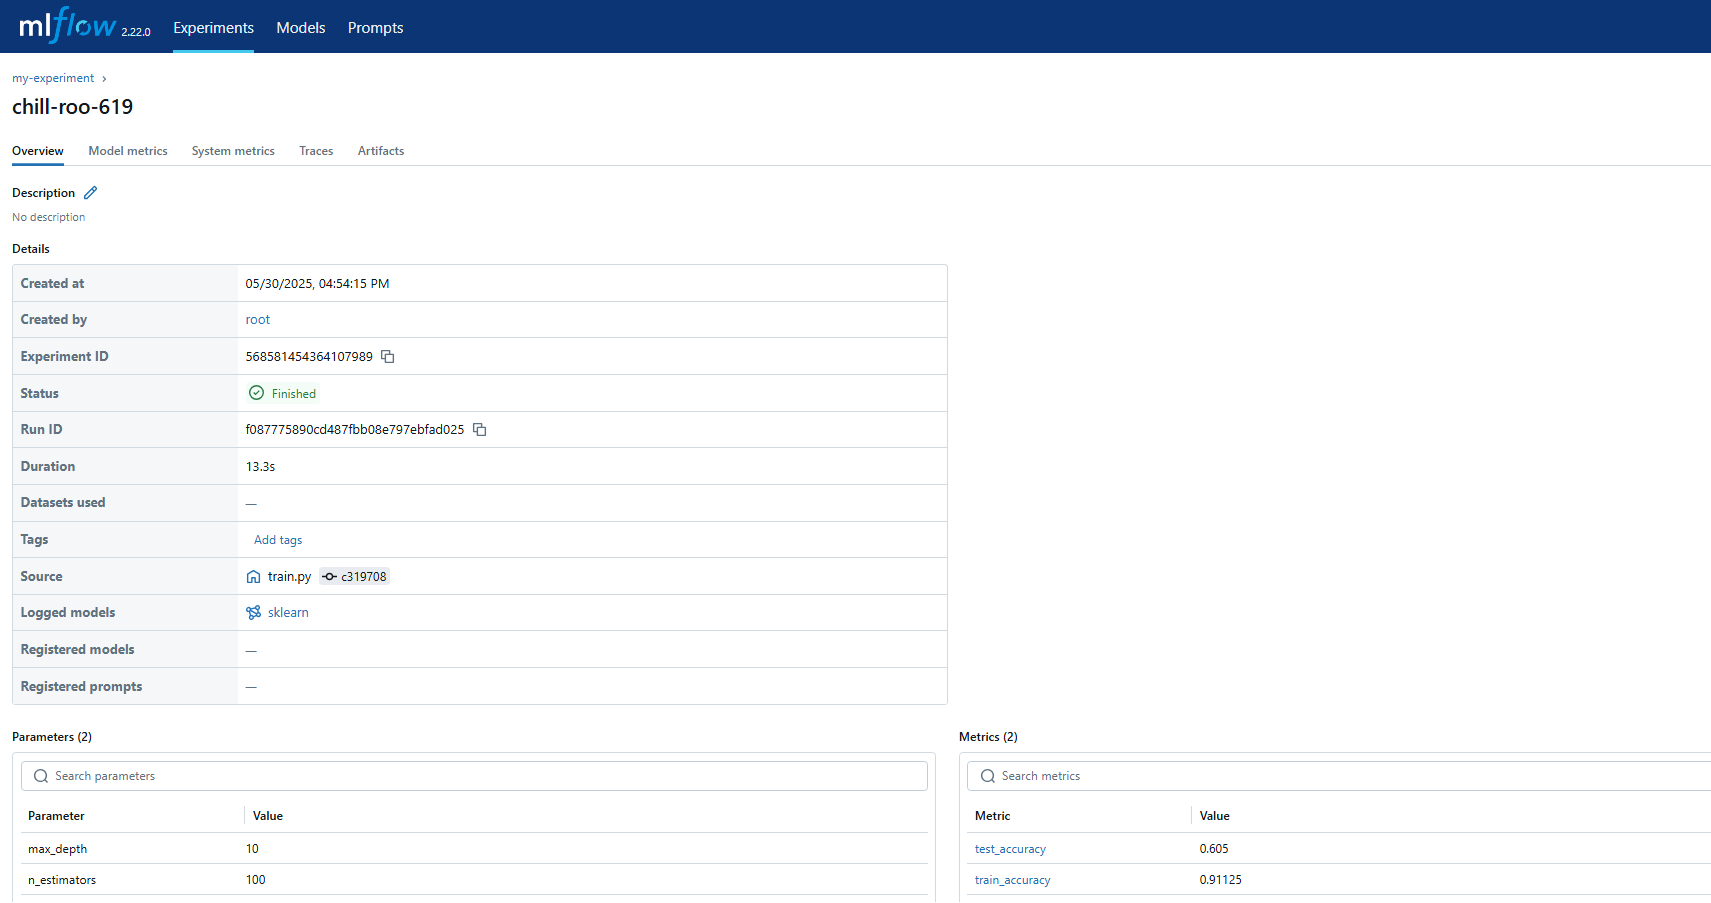 mlflow 2.22.0 Experiments Models Prompts
my-experiment ›
chill-roo-619
Overview Model metrics System metrics Traces Artifacts
Description
No description
Details
Created at 05/30/2025, 04:54:15 PM
Created by root
Experiment ID 568581454364107989
Status Finished
Run ID f087775890cd487fbb08e797ebfad025
Duration 13.3s
Datasets used —
Tags Add tags
Source train.py c319708
Logged models sklearn
Registered models —
Registered prompts —
Parameters (2)
Search parameters
Parameter Value
max_depth 10
n_estimators 100
Metrics (2)
Search metrics
Metric Value
test_accuracy 0.605
train_accuracy 0.91125